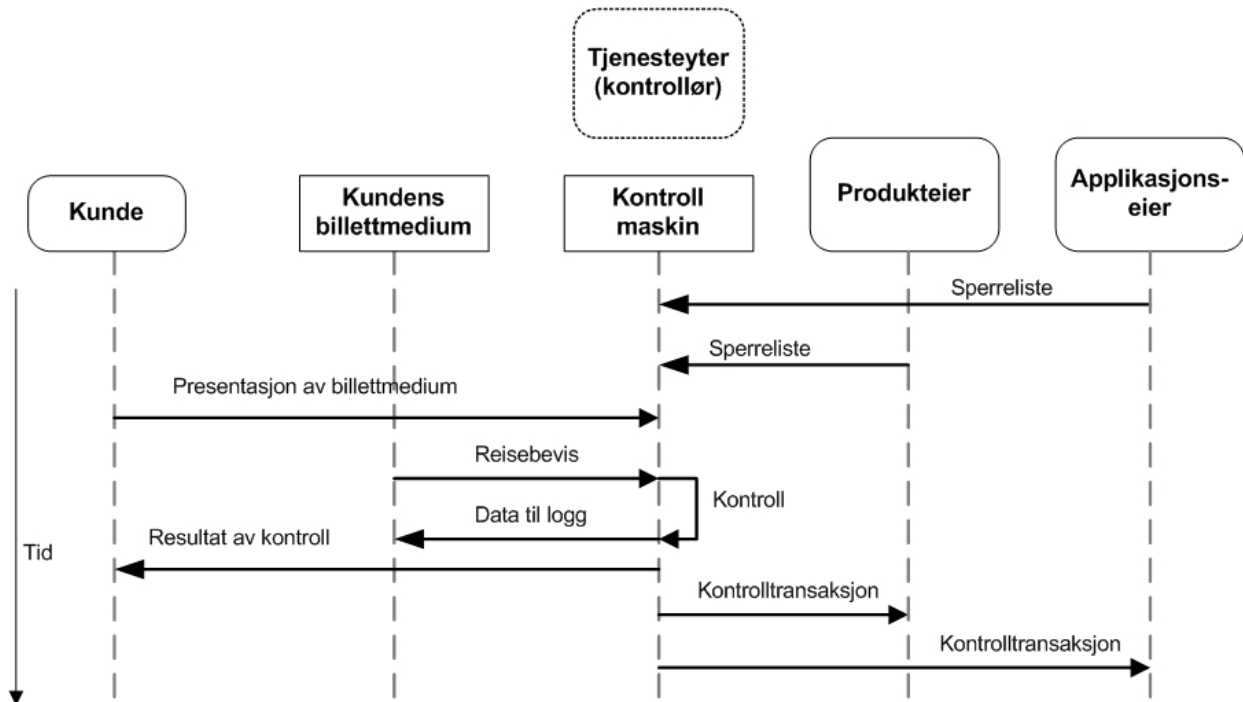 Tjenesteyter
(kontrollør)
Kunde
Kundens
billettmedium
Kontroll
maskin
Produkteier
Applikasjons-
eier
Sperreliste
Sperreliste
Presentasjon av billettmedium
Reisebevis
Kontroll
Data til logg
Resultat av kontroll
Tid
Kontrolltransaksjon
Kontrolltransaksjon